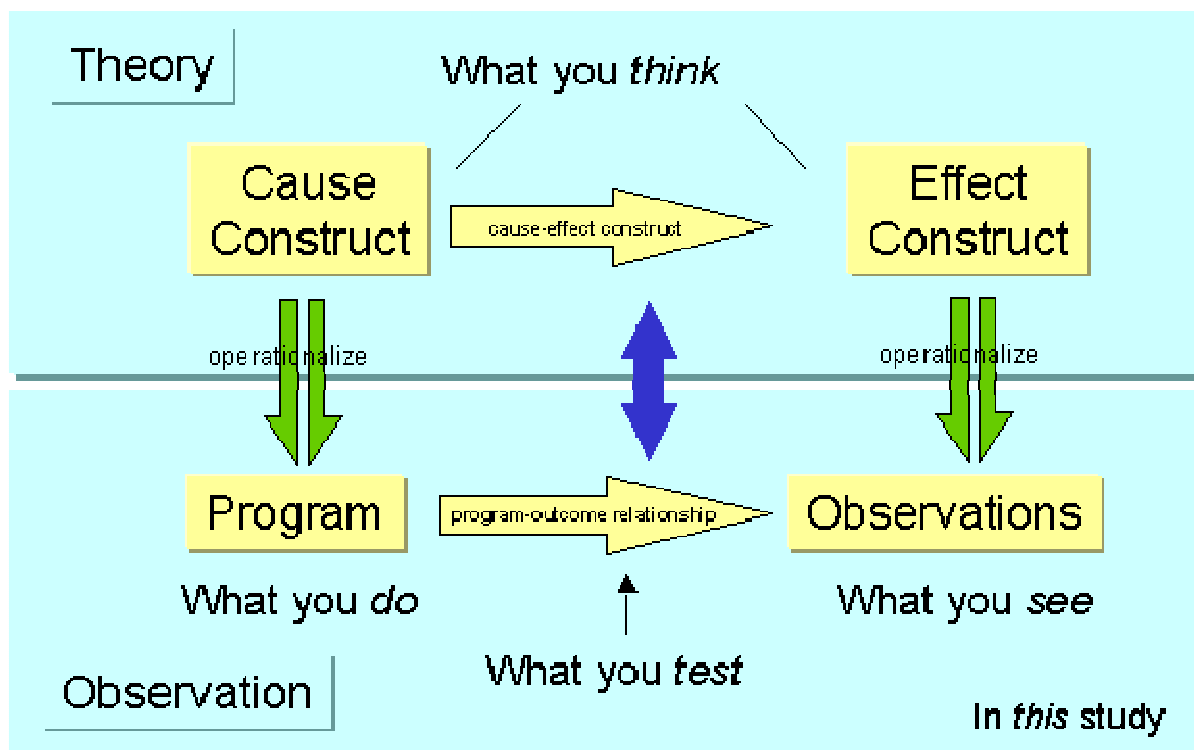 Theory
What you think
Cause
Construct
cause-effect construct
Effect
Construct
operationalize
operationalize
Program
program-outcome relationship
Observations
What you do
What you see
What you test
Observation
In this study